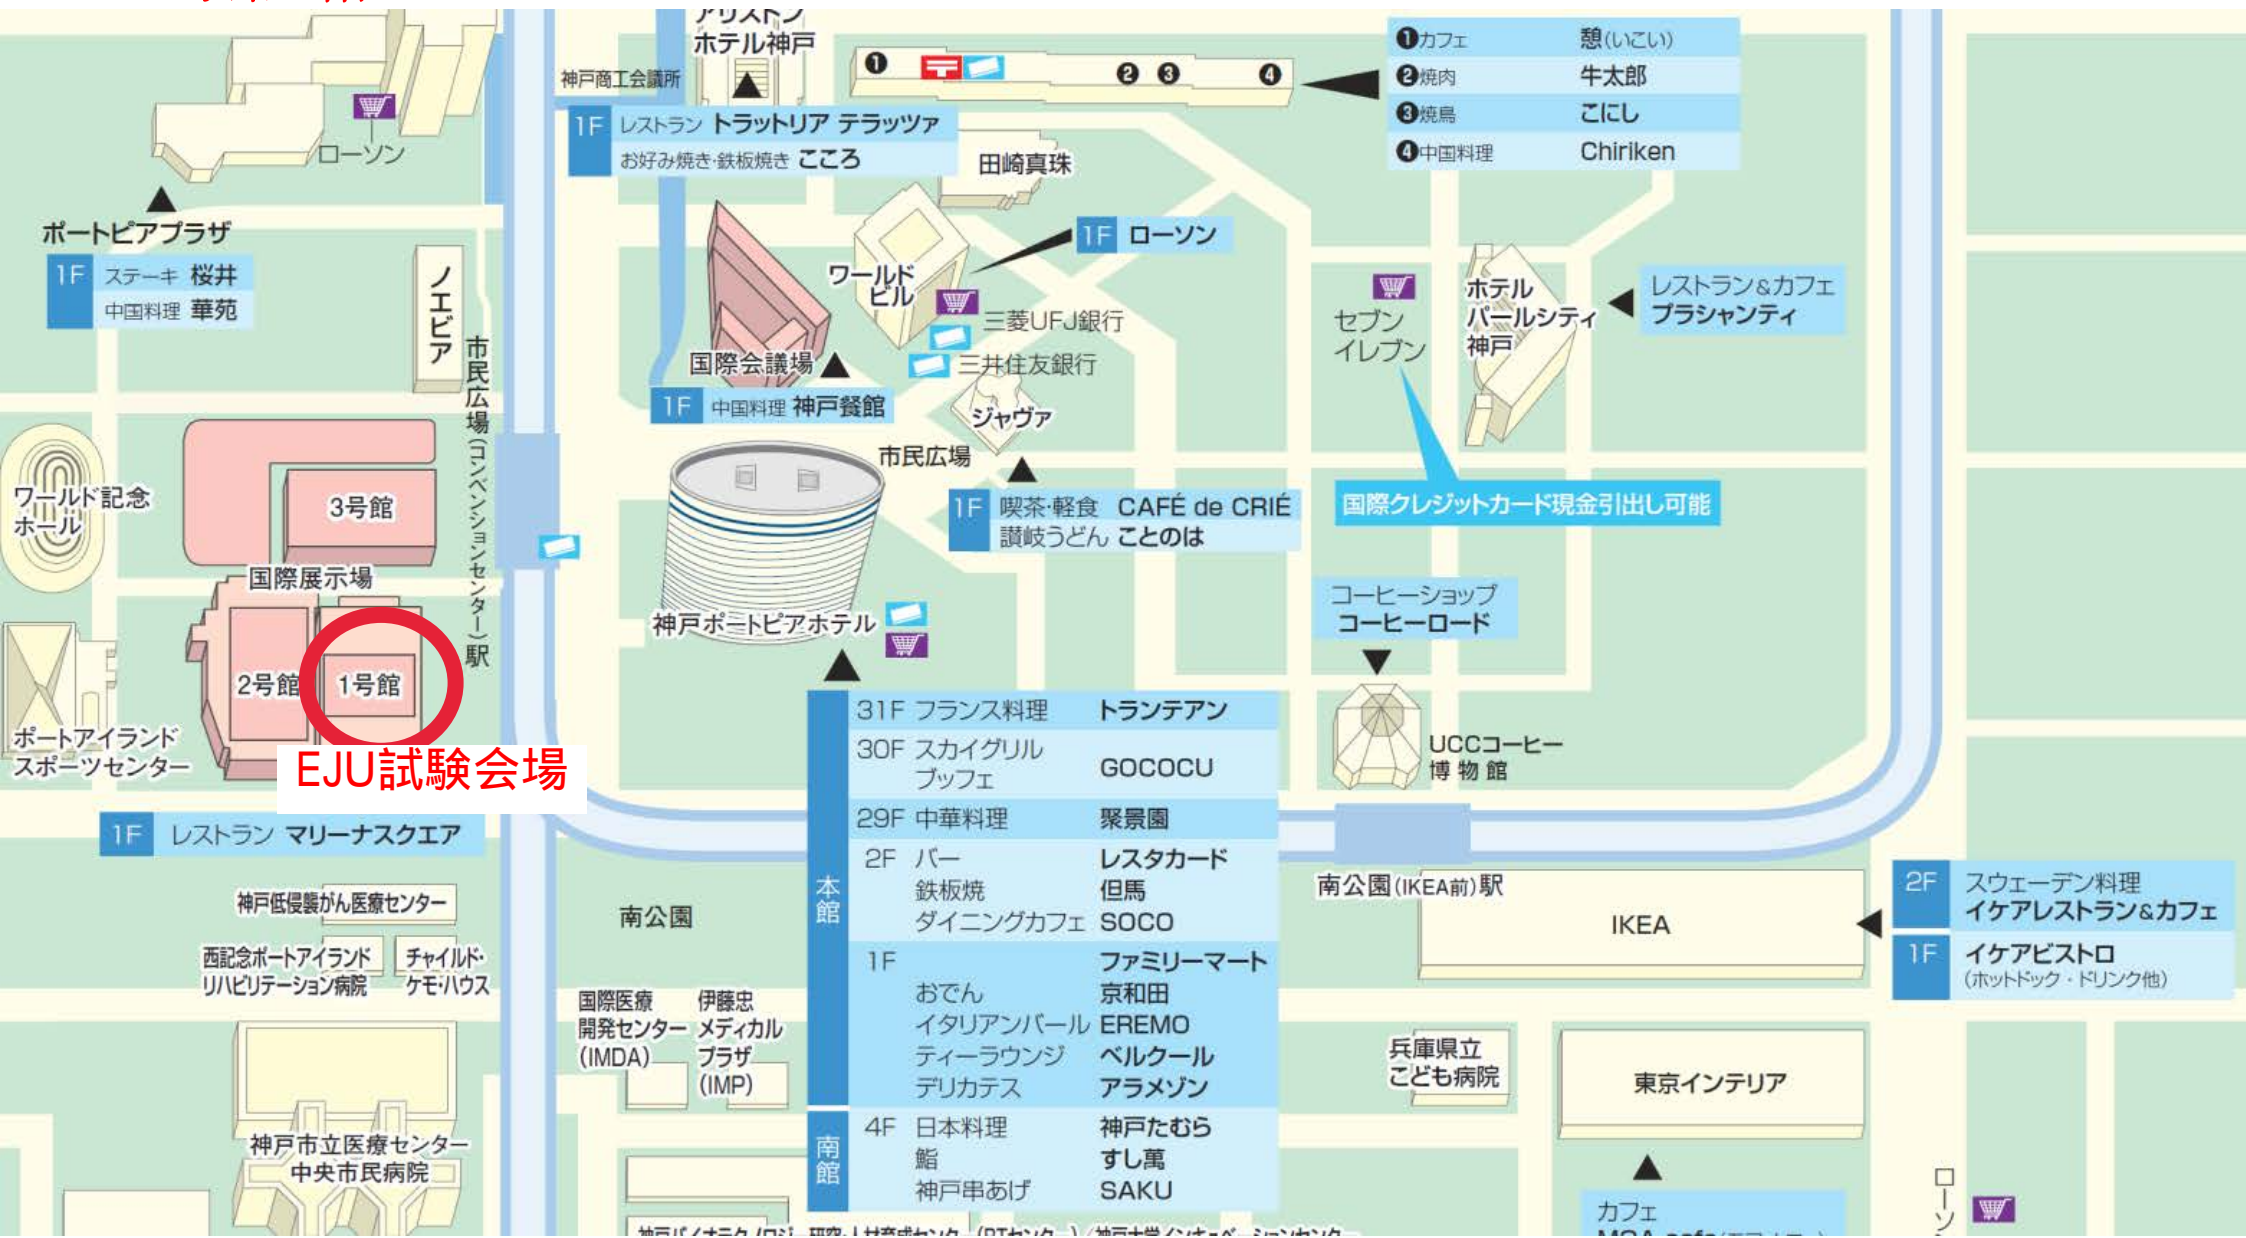 アリストン
ホテル神戸
神戸商工会議所
1F レストラン トラットリア テラッツァ
お好み焼き・鉄板焼き こころ
❶ 〒 ❷ ❸ ❹
❶カフェ 憩(いこい)
❷焼肉 牛太郎
❸焼鳥 こにし
❹中国料理 Chiriken
ローソン
ポートピアプラザ
1F ステーキ 桜井
中国料理 華苑
ノエビア
田崎真珠
1F ローソン
ワールド
ビル
三菱UFJ銀行
三井住友銀行
国際会議場
1F 中国料理 神戸餐館
ジャヴァ
市民広場
1F 喫茶・軽食 CAFÉ de CRIÉ
讃岐うどん ことのは
セブン
イレブン
ホテル
パールシティ
神戸
レストラン&カフェ
プラシャンティ
国際クレジットカード現金引出し可能
市民広場(コンベンションセンター)駅
ワールド記念
ホール
3号館
国際展示場
2号館
1号館
EJU試験会場
ポートアイランド
スポーツセンター
1F レストラン マリーナスクエア
神戸ポートピアホテル
コーヒーショップ
コーヒーロード
UCCコーヒー
博物館
本館
31F フランス料理 トランテアン
30F スカイグリル
ブッフェ GOCOCU
29F 中華料理 聚景園
2F バー レスタカード
鉄板焼 但馬
ダイニングカフェ SOCO
1F ファミリーマート
おでん 京和田
イタリアンバール EREMO
ティーラウンジ ベルクール
デリカテス アラメゾン
南館
4F 日本料理 神戸たむら
鮨 すし萬
神戸串あげ SAKU
南公園(IKEA前)駅
IKEA
2F スウェーデン料理
イケアレストラン&カフェ
1F イケアビストロ
(ホットドック・ドリンク他)
神戸低侵襲がん医療センター
西記念ポートアイランド
リハビリテーション病院
チャイルド・
ケモ・ハウス
南公園
国際医療
開発センター
(IMDA)
伊藤忠
メディカル
プラザ
(IMP)
兵庫県立
こども病院
東京インテリア
神戸市立医療センター
中央市民病院
カフェ
ローソン